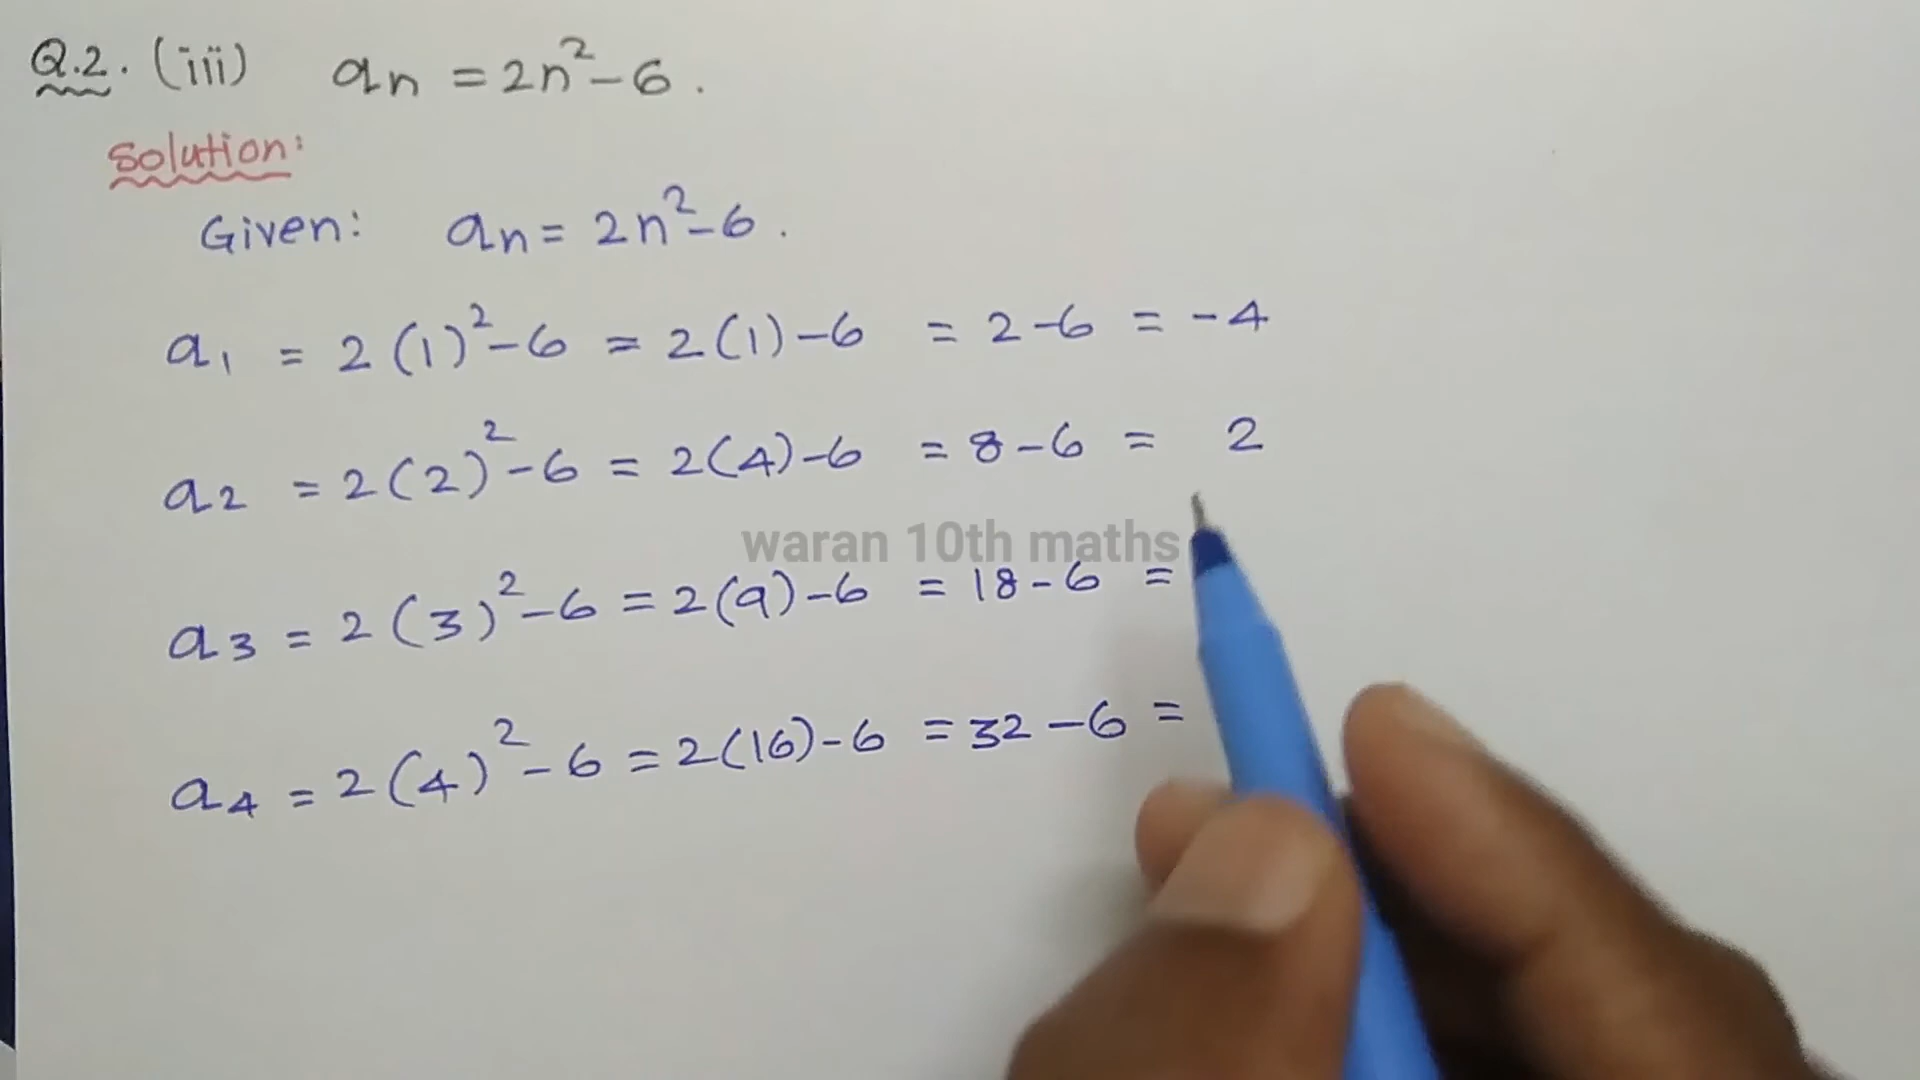 Q.2. (iii) an = 2n²-6.
Solution:
Given: an = 2n²-6.
a1 = 2(1)²-6 = 2(1)-6 = 2-6 = -4
a2 = 2(2)²-6 = 2(4)-6 = 8-6 = 2
waran 10th maths
a3 = 2(3)²-6 = 2(9)-6 = 18-6 =
a4 = 2(4)²-6 = 2(16)-6 = 32-6 =